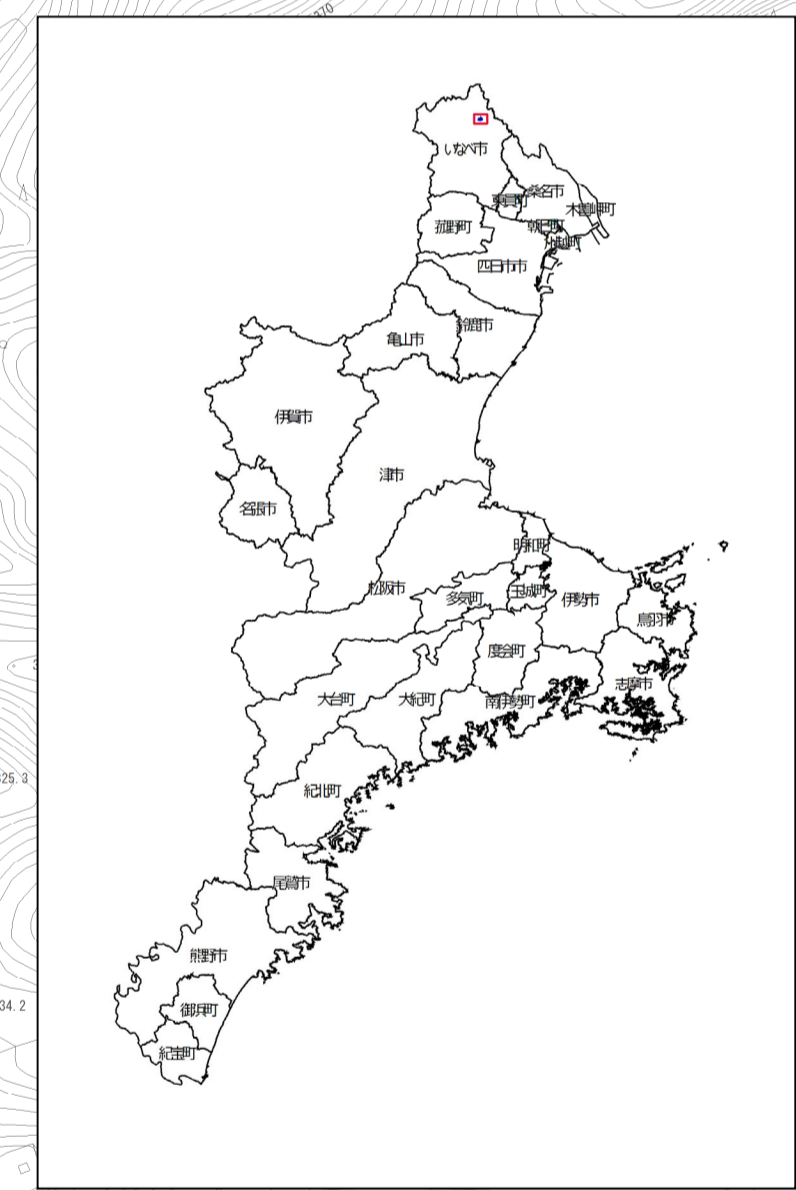 370
いなべ市
桑名市
東員町
木曽岬町
菰野町
朝日町
川越町
四日市市
鈴鹿市
亀山市
伊賀市
津市
名張市
明和町
松阪市
多気町
玉城町
伊勢市
鳥羽市
度会町
志摩市
大台町
大紀町
南伊勢町
25.3
紀北町
尾鷲市
熊野市
34.2
御浜町
紀宝町